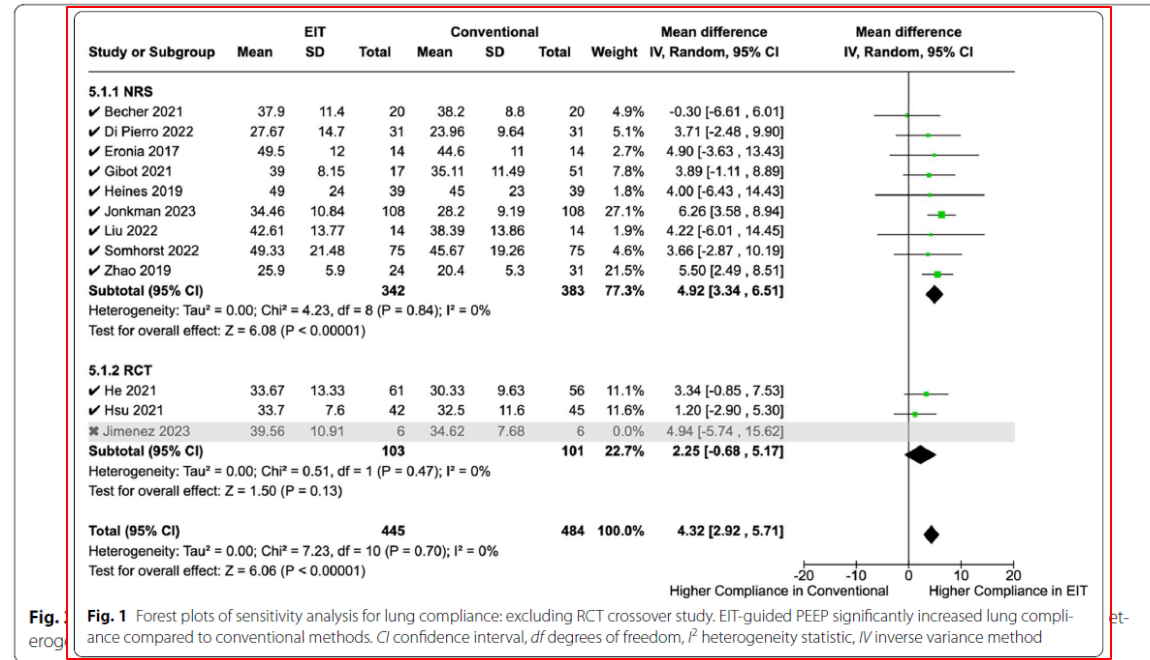 EIT Conventional Mean difference Mean difference
Study or Subgroup Mean SD Total Mean SD Total Weight IV, Random, 95% CI IV, Random, 95% CI
5.1.1 NRS
✔ Becher 2021 37.9 11.4 20 38.2 8.8 20 4.9% -0.30 [-6.61 , 6.01]
✔ Di Pierro 2022 27.67 14.7 31 23.96 9.64 31 5.1% 3.71 [-2.48 , 9.90]
✔ Eronia 2017 49.5 12 14 44.6 11 14 2.7% 4.90 [-3.63 , 13.43]
✔ Gibot 2021 39 8.15 17 35.11 11.49 51 7.8% 3.89 [-1.11 , 8.89]
✔ Heines 2019 49 24 39 45 23 39 1.8% 4.00 [-6.43 , 14.43]
✔ Jonkman 2023 34.46 10.84 108 28.2 9.19 108 27.1% 6.26 [3.58 , 8.94]
✔ Liu 2022 42.61 13.77 14 38.39 13.86 14 1.9% 4.22 [-6.01 , 14.45]
✔ Somhorst 2022 49.33 21.48 75 45.67 19.26 75 4.6% 3.66 [-2.87 , 10.19]
✔ Zhao 2019 25.9 5.9 24 20.4 5.3 31 21.5% 5.50 [2.49 , 8.51]
Subtotal (95% CI) 342 383 77.3% 4.92 [3.34 , 6.51]
Heterogeneity: Tau² = 0.00; Chi² = 4.23, df = 8 (P = 0.84); I² = 0%
Test for overall effect: Z = 6.08 (P < 0.00001)
5.1.2 RCT
✔ He 2021 33.67 13.33 61 30.33 9.63 56 11.1% 3.34 [-0.85 , 7.53]
✔ Hsu 2021 33.7 7.6 42 32.5 11.6 45 11.6% 1.20 [-2.90 , 5.30]
✖ Jimenez 2023 39.56 10.91 6 34.62 7.68 6 0.0% 4.94 [-5.74 , 15.62]
Subtotal (95% CI) 103 101 22.7% 2.25 [-0.68 , 5.17]
Heterogeneity: Tau² = 0.00; Chi² = 0.51, df = 1 (P = 0.47); I² = 0%
Test for overall effect: Z = 1.50 (P = 0.13)
Total (95% CI) 445 484 100.0% 4.32 [2.92 , 5.71]
Heterogeneity: Tau² = 0.00; Chi² = 7.23, df = 10 (P = 0.70); I² = 0%
Test for overall effect: Z = 6.06 (P < 0.00001)
-20 -10 0 10 20
Higher Compliance in Conventional Higher Compliance in EIT
Fig. Fig. 1 Forest plots of sensitivity analysis for lung compliance: excluding RCT crossover study. EIT-guided PEEP significantly increased lung compli- et-
erog ance compared to conventional methods. CI confidence interval, df degrees of freedom, I² heterogeneity statistic, IV inverse variance method